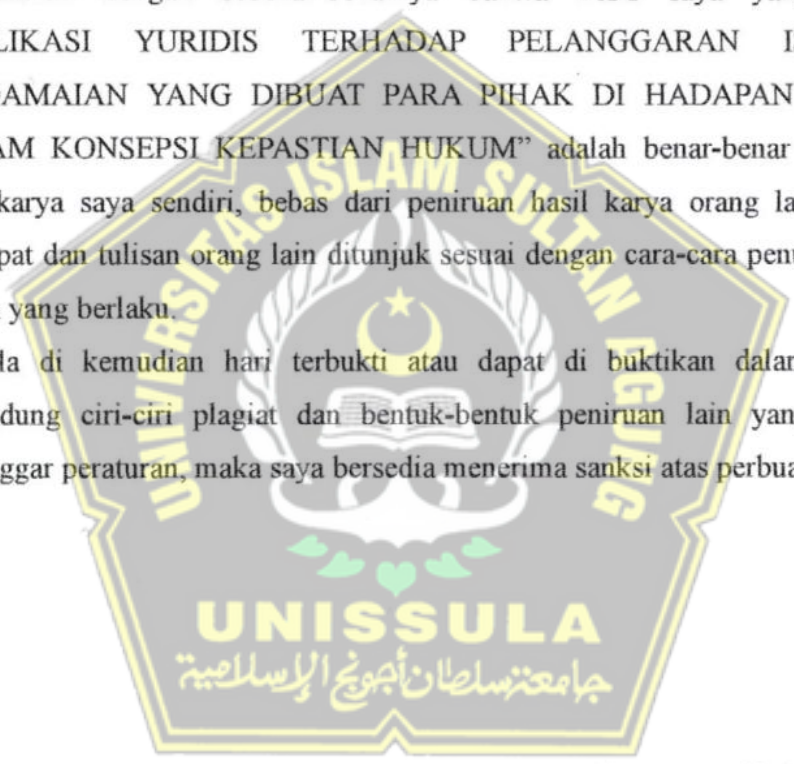 LIKASI YURIDIS TERHADAP PELANGGARAN
DAMAIAN YANG DIBUAT PARA PIHAK DI HADAPAN
AM KONSEPSI KEPASTIAN HUKUM” adalah benar-benar
karya saya sendiri, bebas dari peniruan hasil karya orang la
pat dan tulisan orang lain ditunjuk sesuai dengan cara-cara penu
yang berlaku.
la di kemudian hari terbukti atau dapat di buktikan dalam
dung ciri-ciri plagiat dan bentuk-bentuk peniruan lain yan
ggar peraturan, maka saya bersedia menerima sanksi atas perbua
UNIVERSITAS ISLAM SULTAN AGUNG
UNISSULA
جامعة سلطان أجونج الإسلامية